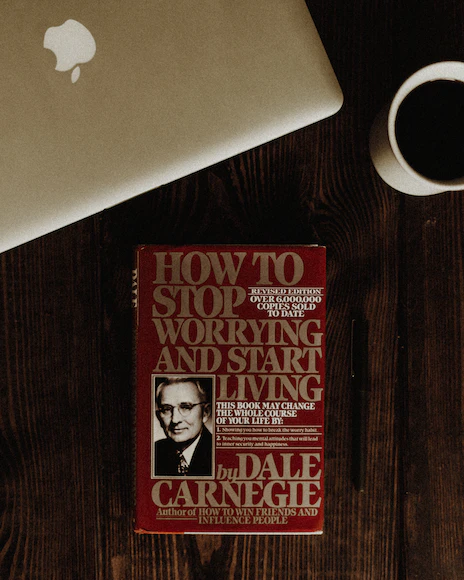 HOW TO
STOP
REVISED EDITION
OVER 6,000,000
COPIES SOLD
TO DATE
WORRYING
AND START
LIVING
THIS BOOK MAY CHANGE
THE WHOLE COURSE
OF YOUR LIFE BY:
1. Showing you how to break the worry habit.
2. Teaching you mental attitudes that will lead
to inner security and happiness.
by DALE
CARNEGIE
Author of HOW TO WIN FRIENDS AND
INFLUENCE PEOPLE